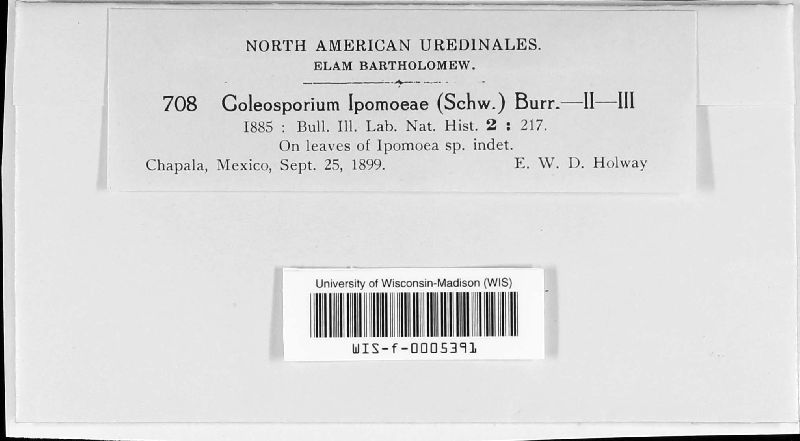 NORTH AMERICAN UREDINALES.
ELAM BARTHOLOMEW.
708 Coleosporium Ipomoeae (Schw.) Burr.—II—III
1885 : Bull. Ill. Lab. Nat. Hist. 2 : 217.
On leaves of Ipomoea sp. indet.
Chapala, Mexico, Sept. 25, 1899. E. W. D. Holway
University of Wisconsin-Madison (WIS)
WIS-f-0005391